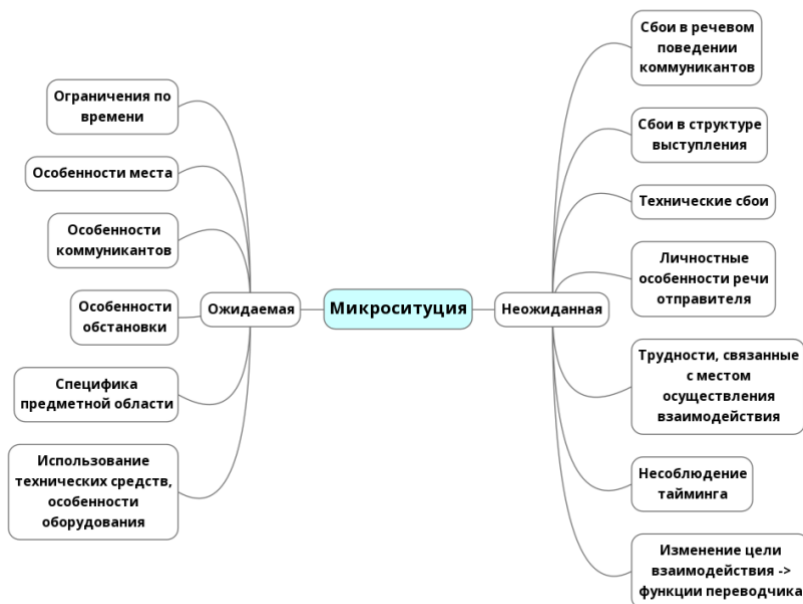 Ограничения по
времени
Особенности места
Особенности
коммуникантов
Особенности
обстановки
Специфика
предметной области
Использование
технических средств,
особенности
оборудования
Ожидаемая
Микроситуция
Неожиданная
Сбои в речевом
поведении
коммуникантов
Сбои в структуре
выступления
Технические сбои
Личностные
особенности речи
отправителя
Трудности, связанные
с местом
осуществления
взаимодействия
Несоблюдение
тайминга
Изменение цели
взаимодействия ->
функции переводчика